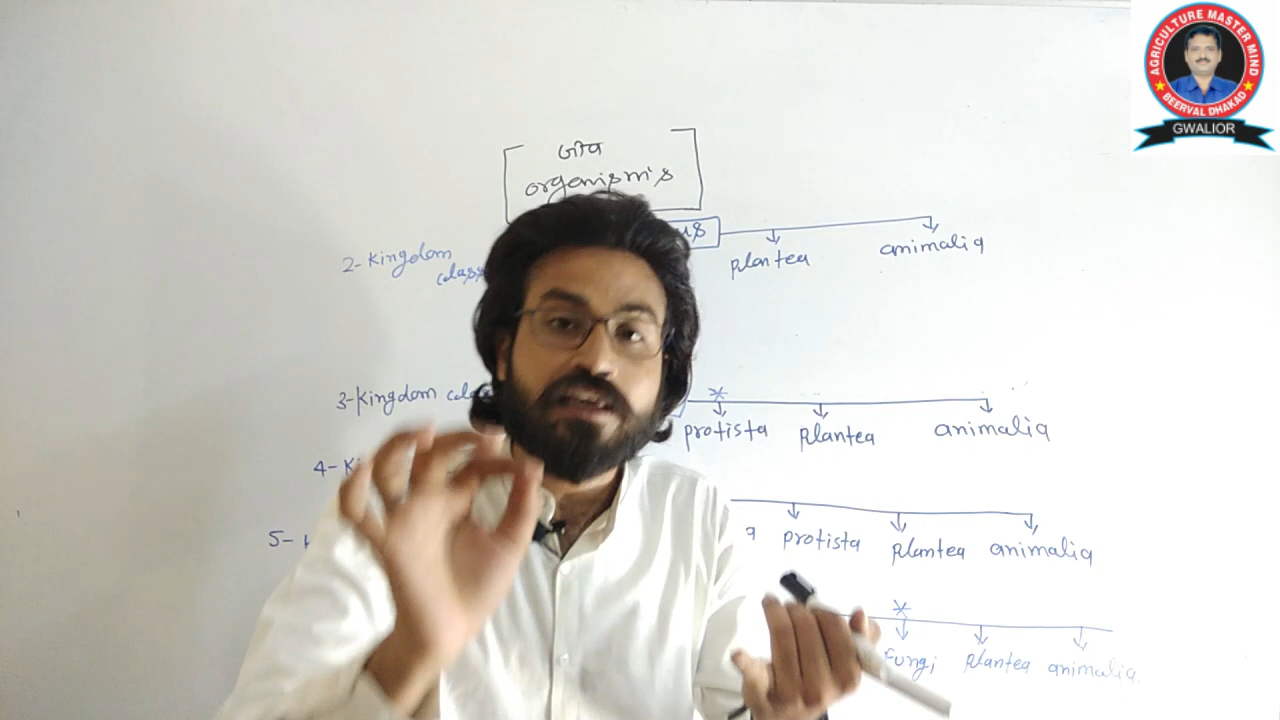 AGRICULTURE MASTER MIND
BEERVAL DHAKAD
GWALIOR
जीव
organism's
2-Kingdom
class
plantea
animalia
3-Kingdom
protista
plantea
animalia
4-K
protista
plantea
animalia
5-
Fungi
plantea
animalia